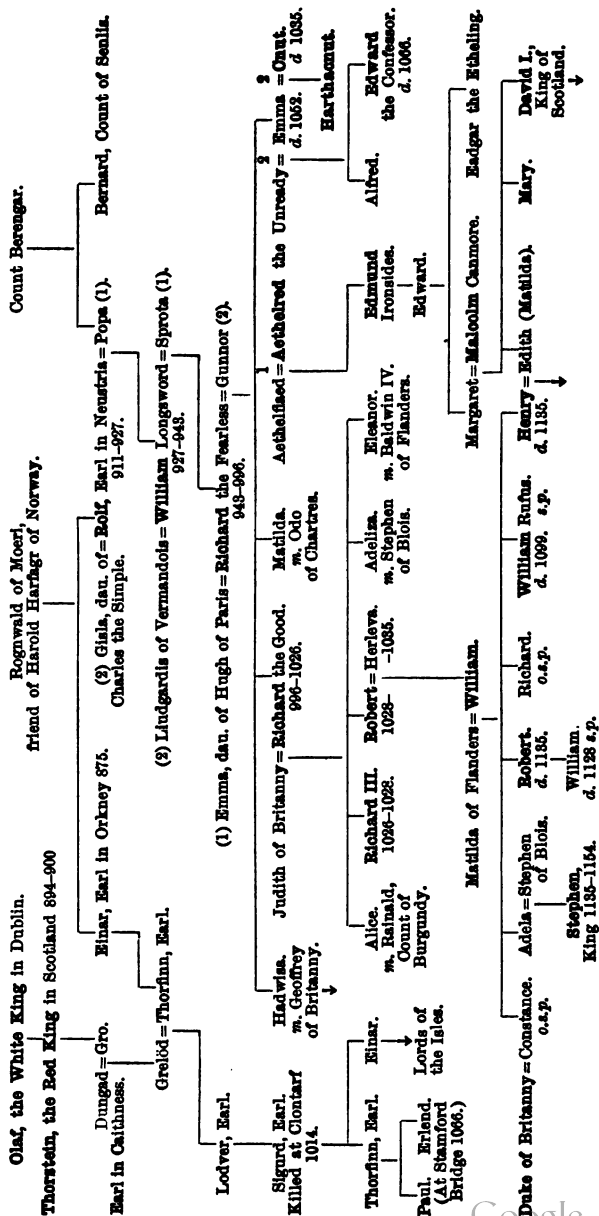 Olaf, the White King in Dublin.
Thorstein, the Red King in Scotland 894-900
Rognwald of Moerl,
friend of Harold Harfagr of Norway.
Count Berengar.
Dungad=Gro.
Earl in Caithness.
Einar, Earl in Orkney 875.
(2) Gisla, dau. of=Rolf, Earl in Neustria=Popa (1).
Charles the Simple.
911-927.
Bernard, Count of Senlis.
Grelöd=Thorfinn, Earl.
(2) Liudgardis of Vermandois=William Longsword=Sprota (1).
927-943.
Lodver, Earl.
(1) Emma, dau. of Hugh of Paris=Richard the Fearless=Gunnor (2).
943-996.
Sigurd, Earl.
Killed at Clontarf
1014.
Hadwisa.
m. Geoffrey
of Britanny.
Judith of Britanny=Richard the Good.
996-1026.
Matilda.
m. Odo
of Chartres.
1
2
2
Aethelflaed=Aethelred the Unready=Emma=Cnut.
d. 1052.
d 1035.
Harthacnut.
Thorfinn, Earl.
Einar.
Lords of
the Isles.
Alice.
m. Rainald,
Count of
Burgundy.
Richard III.
1026-1028.
Robert=Herleva.
1028- -1035.
Adeliza.
m. Stephen
of Blois.
Eleanor.
m. Baldwin IV.
of Flanders.
Edmund
Ironsides.
Alfred.
Edward
the Confessor.
d. 1066.
Edward.
Paul. Erlend.
(At Stamford
Bridge 1066.)
Matilda of Flanders=William.
Margaret=Malcolm Canmore.
Eadgar the Etheling.
Duke of Britanny=Constance.
o.s.p.
Adela=Stephen
of Blois.
Stephen,
King 1135-1154.
Robert.
d. 1135.
William.
d. 1128 s.p.
Richard.
o.s.p.
William Rufus.
d. 1099. s.p.
Henry=Edith (Matilda).
d. 1135.
Mary.
David I.,
King of
Scotland.
Google